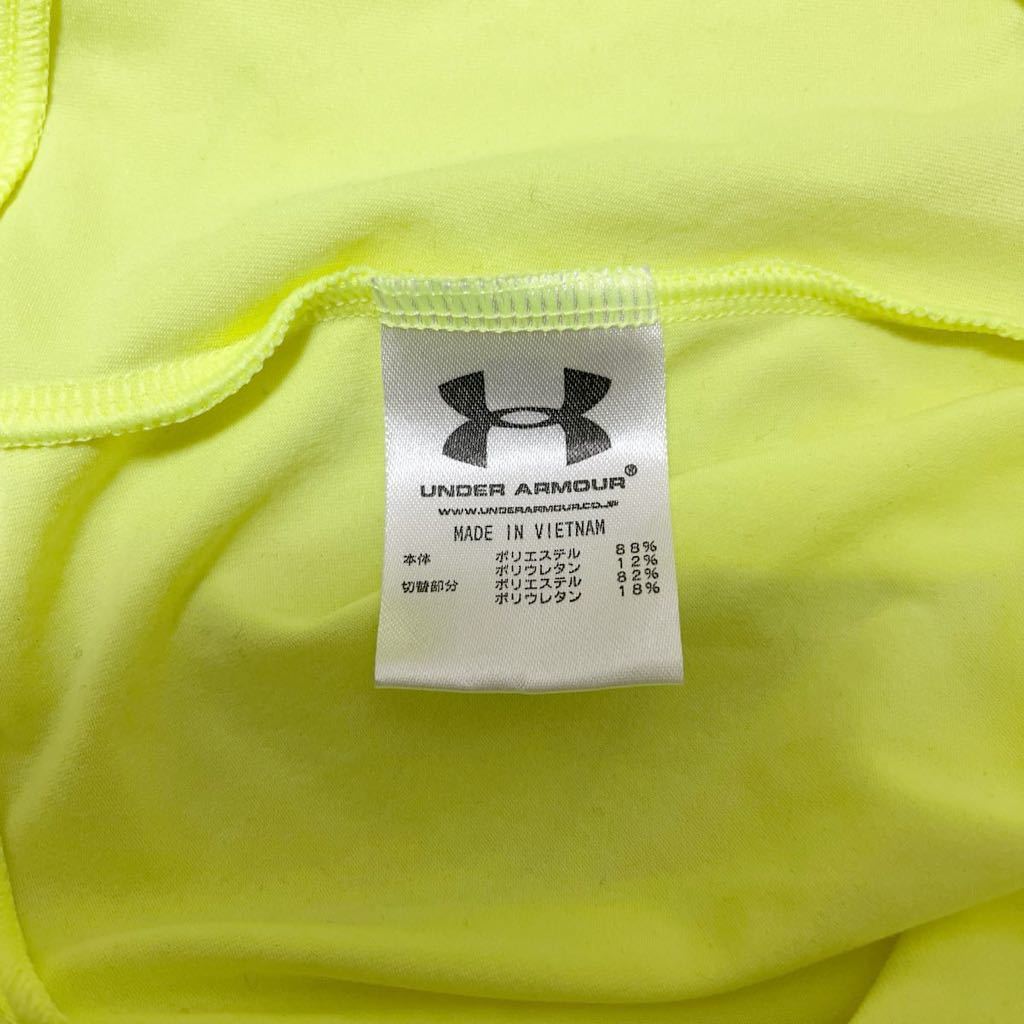 UNDER ARMOUR®
WWW.UNDERARMOUR.CO.JP
MADE IN VIETNAM
本体 ポリエステル 88%
ポリウレタン 12%
切替部分 ポリエステル 82%
ポリウレタン 18%